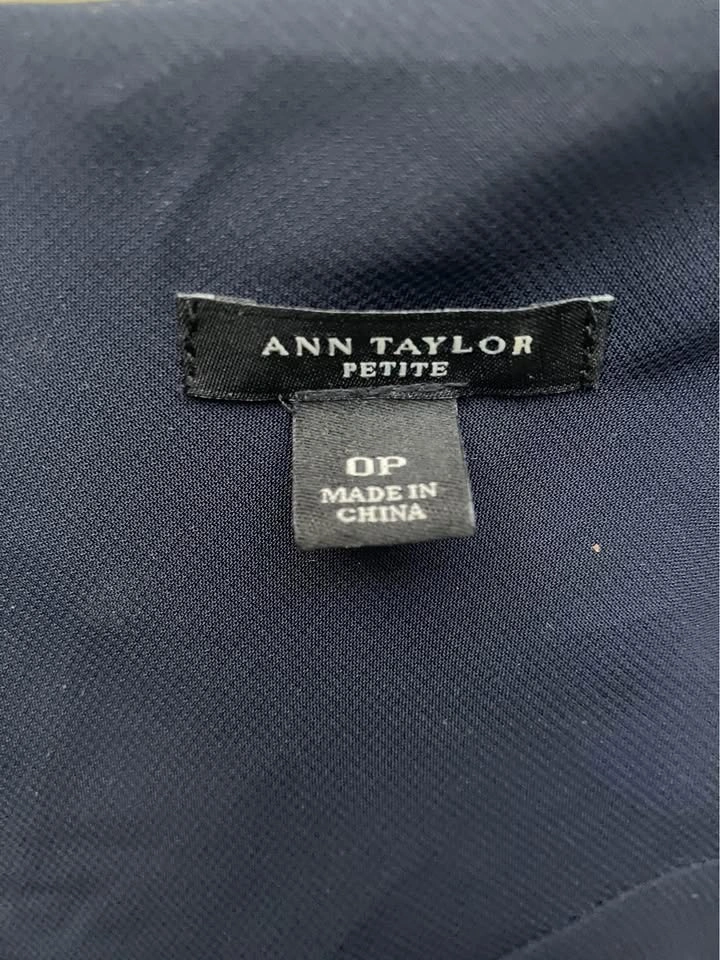 ANN TAYLOR
PETITE
0P
MADE IN
CHINA